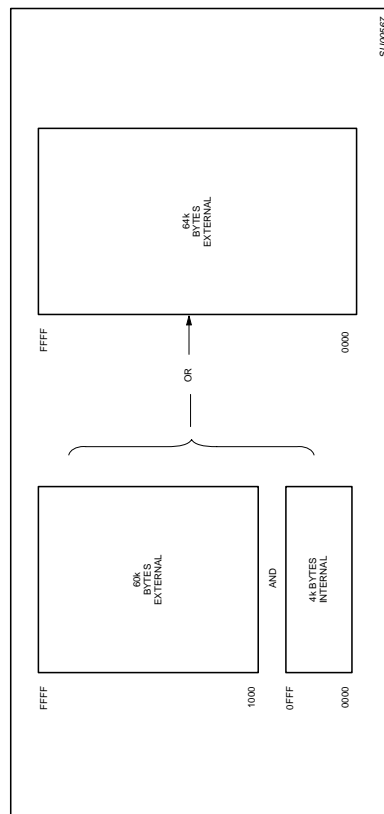 FFFF
60k
BYTES
EXTERNAL
1000
AND
0FFF
4k BYTES
INTERNAL
0000
OR
FFFF
64k
BYTES
EXTERNAL
0000
SU00567